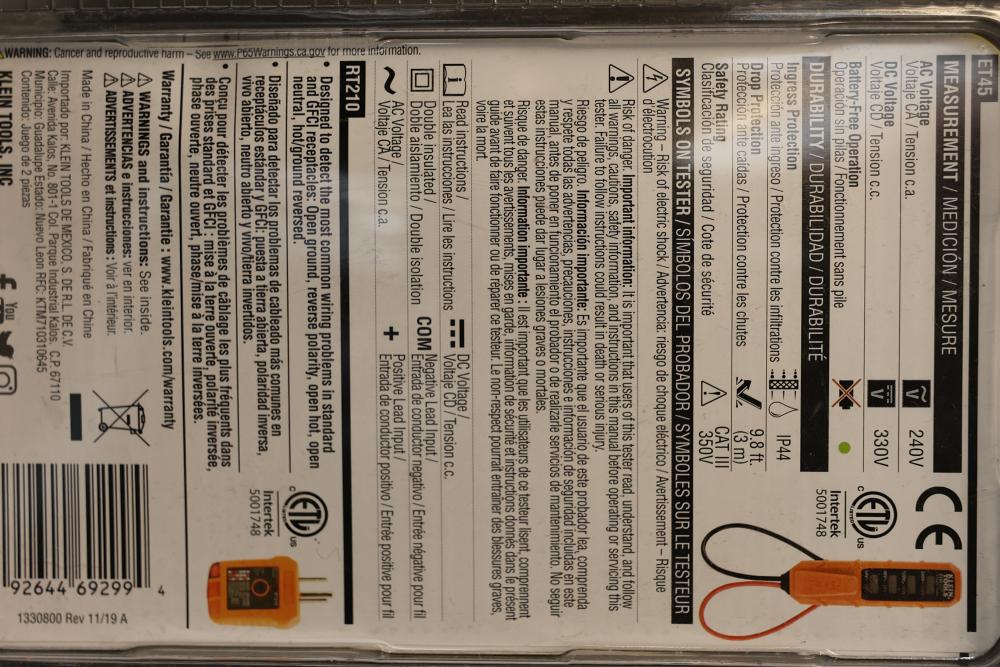 ET45
MEASUREMENT / MEDICIÓN / MESURE
AC Voltage
Voltaje CA / Tension c.a.
240V
DC Voltage
Voltaje CD / Tension c.c.
330V
Battery-Free Operation
Operación sin pilas / Fonctionnement sans pile
DURABILITY / DURABILIDAD / DURABILITÉ
Ingress Protection
Protección ante ingreso / Protection contre les infiltrations
IP44
Drop Protection
Protección ante caídas / Protection contre les chutes
9.8 ft.
(3 m)
Safety Rating
Clasificación de seguridad / Cote de sécurité
CAT III
350V
CE
c ETL us
Intertek
5001748
SYMBOLS ON TESTER / SÍMBOLOS DEL PROBADOR / SYMBOLES SUR LE TESTEUR
Warning – Risk of electric shock / Advertencia: riesgo de choque eléctrico / Avertissement – Risque
d'électrocution
Risk of danger. Important information: It is important that users of this tester read, understand, and follow
all warnings, cautions, safety information, and instructions in this manual before operating or servicing this
tester. Failure to follow instructions could result in death or serious injury.
Riesgo de peligro. Información importante: Es importante que el usuario de este probador lea, comprenda
y respete todas las advertencias, precauciones, instrucciones e información de seguridad incluidas en este
manual, antes de poner en funcionamiento el probador o de realizarle servicios de mantenimiento. No seguir
estas instrucciones puede dar lugar a lesiones graves o mortales.
Risque de danger. Information importante : Il est important que les utilisateurs de ce testeur lisent, comprennent
et suivent tous les avertissements, mises en garde, information de sécurité et instructions donnés dans le présent
guide avant de faire fonctionner ou de réparer ce testeur. Le non-respect pourrait entraîner des blessures graves,
voire la mort.
Read instructions /
Lea las instrucciones / Lire les instructions
DC Voltage /
Voltaje CD / Tension c.c.
Double insulated /
Doble aislamiento / Double isolation
COM Negative Lead Input /
Entrada de conductor negativo / Entrée négative pour fil
AC Voltage /
Voltaje CA / Tension c.a.
+ Positive Lead Input /
Entrada de conductor positivo / Entrée positive pour fil
RT210
• Designed to detect the most common wiring problems in standard
and GFCI receptacles: Open ground, reverse polarity, open hot, open
neutral, hot/ground reversed.
• Diseñado para detectar los problemas de cableado más comunes en
receptáculos estándar y GFCI: puesta a tierra abierta, polaridad inversa,
vivo abierto, neutro abierto y vivo/tierra invertidos.
• Conçu pour détecter les problèmes de câblage les plus fréquents dans
des prises standard et GFCI : mise à la terre ouverte, polarité inversée,
phase ouverte, neutre ouvert, phase/mise à la terre inversées.
c ETL us
Intertek
5001748
Warranty / Garantía / Garantie : www.kleintools.com/warranty
WARNINGS and instructions: See inside.
ADVERTENCIAS e instrucciones: ver en interior.
AVERTISSEMENTS et instructions : Voir à l'intérieur.
Made in China / Hecho en China / Fabriqué en Chine
Importado por: KLEIN TOOLS DE MEXICO, S. DE R.L. DE C.V.
Calle: Avenida Kalos, No. 801-1 Col. Parque Industrial Kalos, C.P. 67110
Municipio: Guadalupe Estado: Nuevo Leon RFC: KTM710310645
Contenido: Juego de 2 piezas
KLEIN TOOLS, INC
f You
92644 69299 4
1330800 Rev 11/19 A
WARNING: Cancer and reproductive harm – See www.P65Warnings.ca.gov for more information.